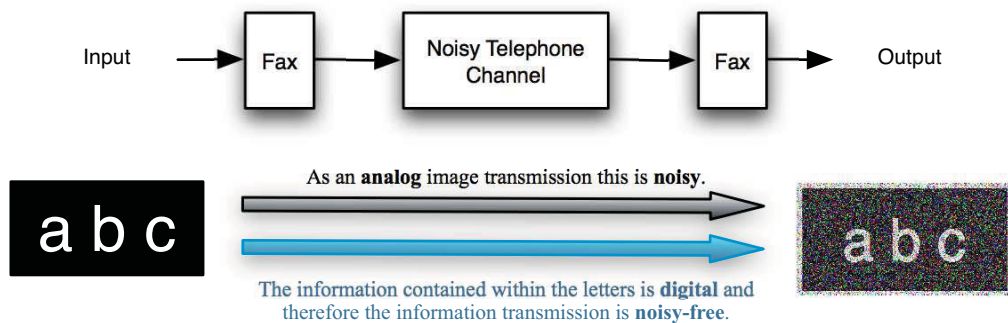 Input
Fax
Noisy Telephone
Channel
Fax
Output
As an analog image transmission this is noisy.
a b c
a b c
The information contained within the letters is digital and
therefore the information transmission is noisy-free.